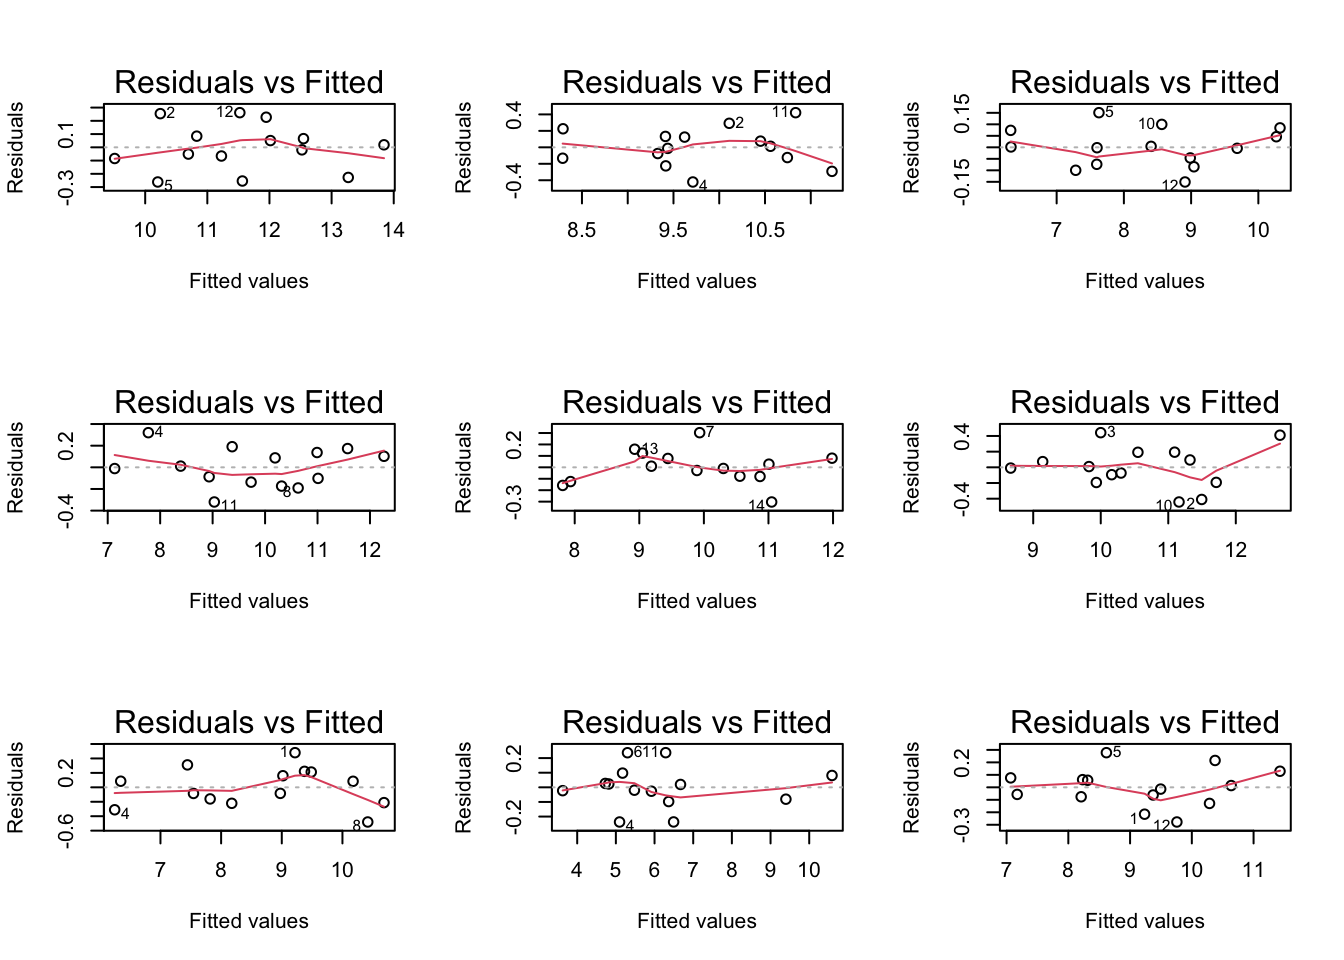 Residuals vs Fitted
Residuals
0.1
-0.3
2
12
5
10 11 12 13 14
Fitted values
Residuals vs Fitted
Residuals
0.4
-0.4
11
2
4
8.5 9.5 10.5
Fitted values
Residuals vs Fitted
Residuals
0.15
-0.15
5
10
12
7 8 9 10
Fitted values
Residuals vs Fitted
Residuals
0.2
-0.4
4
8
11
7 8 9 10 11 12
Fitted values
Residuals vs Fitted
Residuals
0.2
-0.3
7
13
14
8 9 10 11 12
Fitted values
Residuals vs Fitted
Residuals
0.4
-0.4
3
10
2
9 10 11 12
Fitted values
Residuals vs Fitted
Residuals
0.2
-0.6
1
4
8
7 8 9 10
Fitted values
Residuals vs Fitted
Residuals
0.2
-0.2
6
11
4
4 5 6 7 8 9 10
Fitted values
Residuals vs Fitted
Residuals
0.2
-0.3
5
1
12
7 8 9 10 11
Fitted values